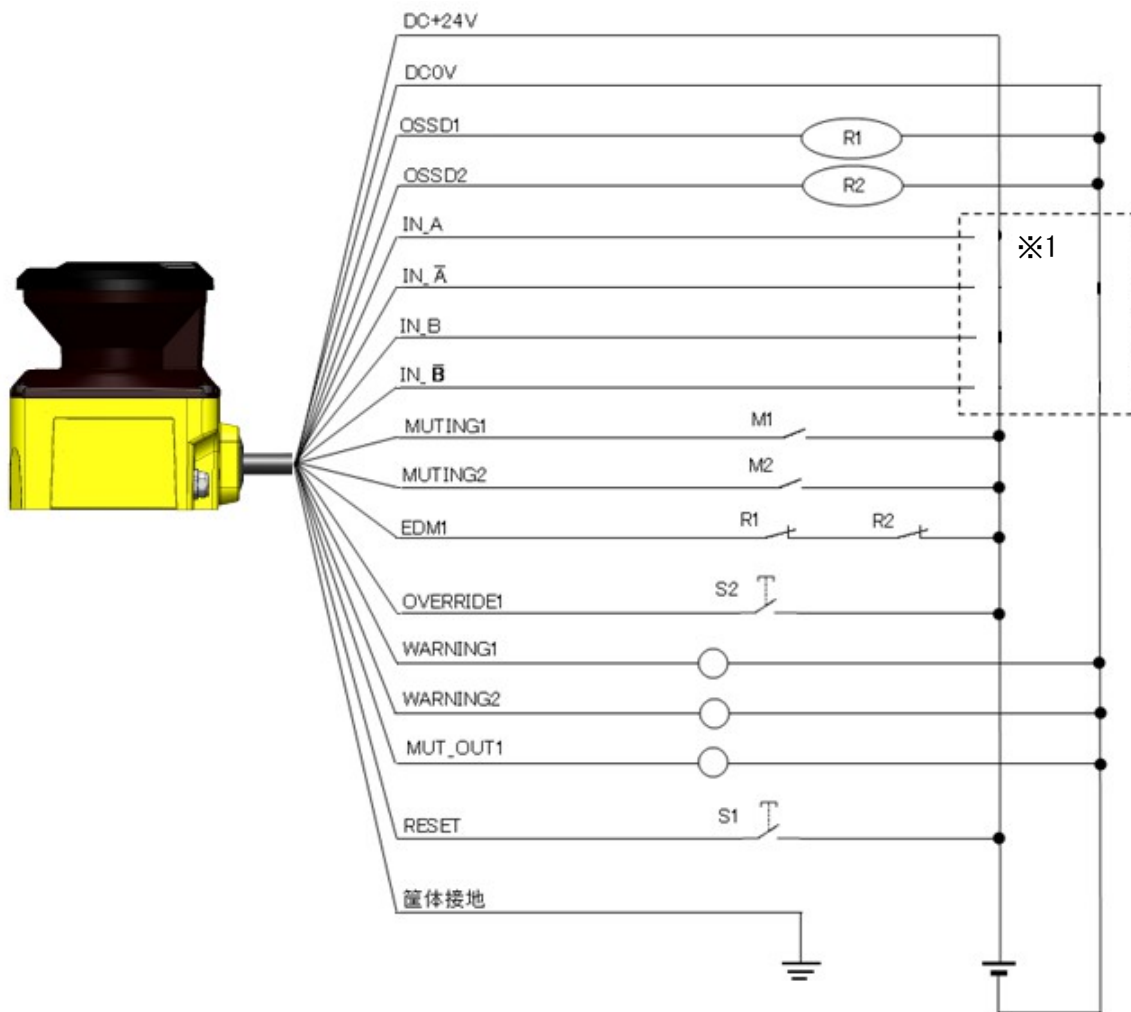 DC+24V
DC0V
OSSD1
R1
OSSD2
R2
IN_A
※1
IN_A̅
IN_B
IN_B̅
MUTING1
M1
MUTING2
M2
EDM1
R1
R2
OVERRIDE1
S2
WARNING1
WARNING2
MUT_OUT1
RESET
S1
筐体接地